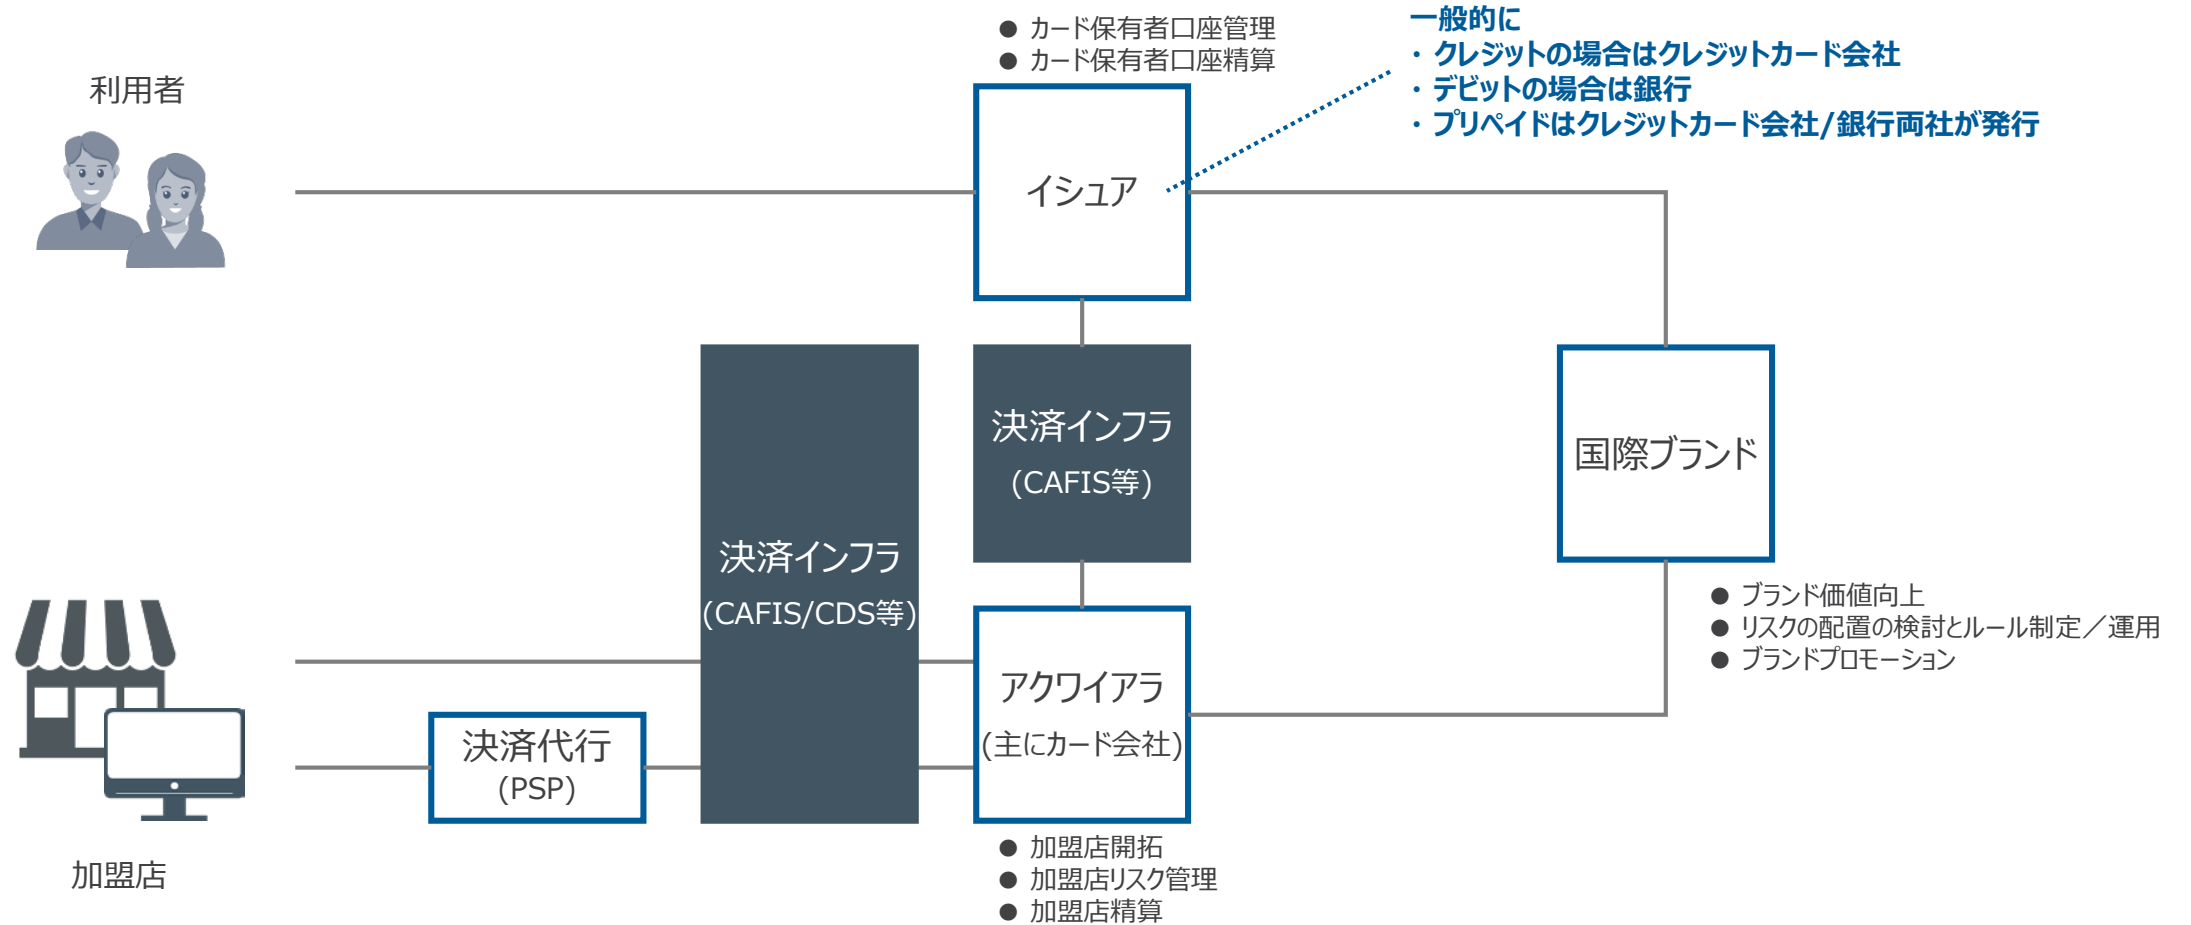 ● カード保有者口座管理
● カード保有者口座精算
一般的に
・ クレジットの場合はクレジットカード会社
・ デビットの場合は銀行
・ プリペイドはクレジットカード会社/銀行両社が発行
利用者
イシュア
決済インフラ
(CAFIS等)
国際ブランド
決済インフラ
(CAFIS/CDS等)
● ブランド価値向上
● リスクの配置の検討とルール制定／運用
● ブランドプロモーション
アクワイアラ
(主にカード会社)
決済代行
(PSP)
加盟店
● 加盟店開拓
● 加盟店リスク管理
● 加盟店精算